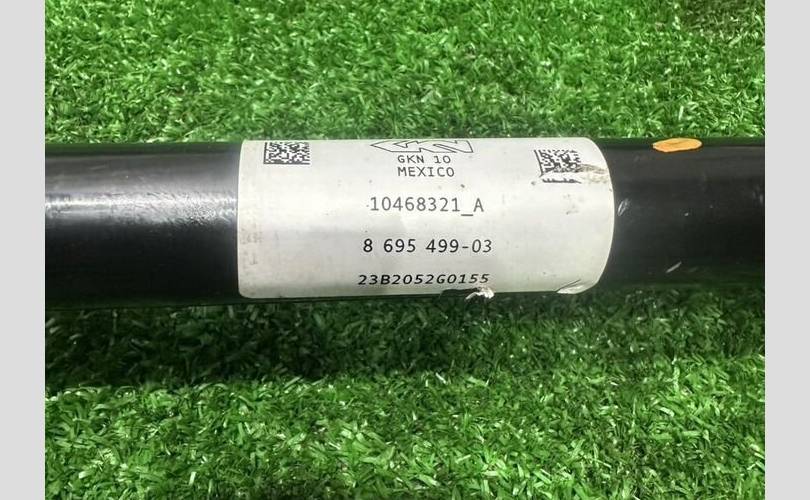 GKN 10
MEXICO
10468321_A
8 695 499-03
23B2052G0155